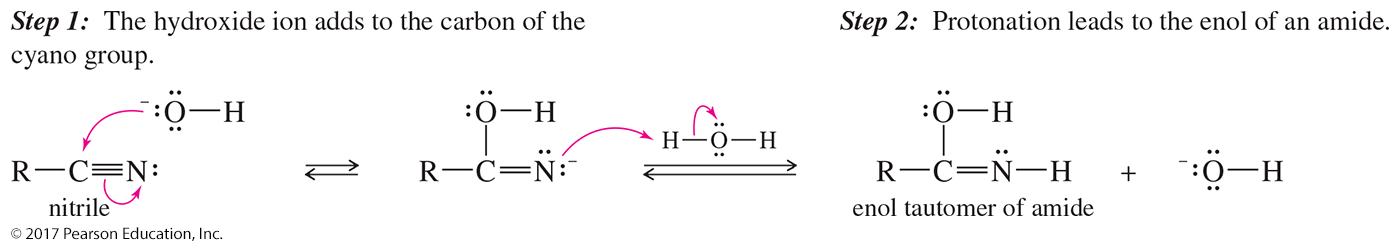 Step 1: The hydroxide ion adds to the carbon of the
cyano group.
Step 2: Protonation leads to the enol of an amide.
⁻:Ö—H
R—C≡N:
nitrile
:Ö—H
R—C=N̈:⁻
H—Ö—H
:Ö—H
R—C=N̈—H
enol tautomer of amide
+
⁻:Ö—H
© 2017 Pearson Education, Inc.